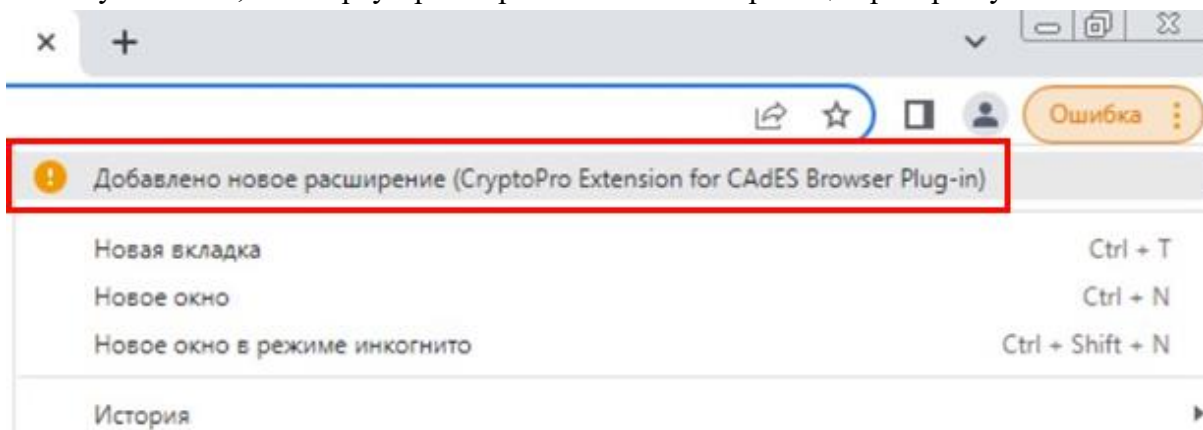 Ошибка
Добавлено новое расширение (CryptoPro Extension for CAdES Browser Plug-in)
Новая вкладка Ctrl + T
Новое окно Ctrl + N
Новое окно в режиме инкогнито Ctrl + Shift + N
История